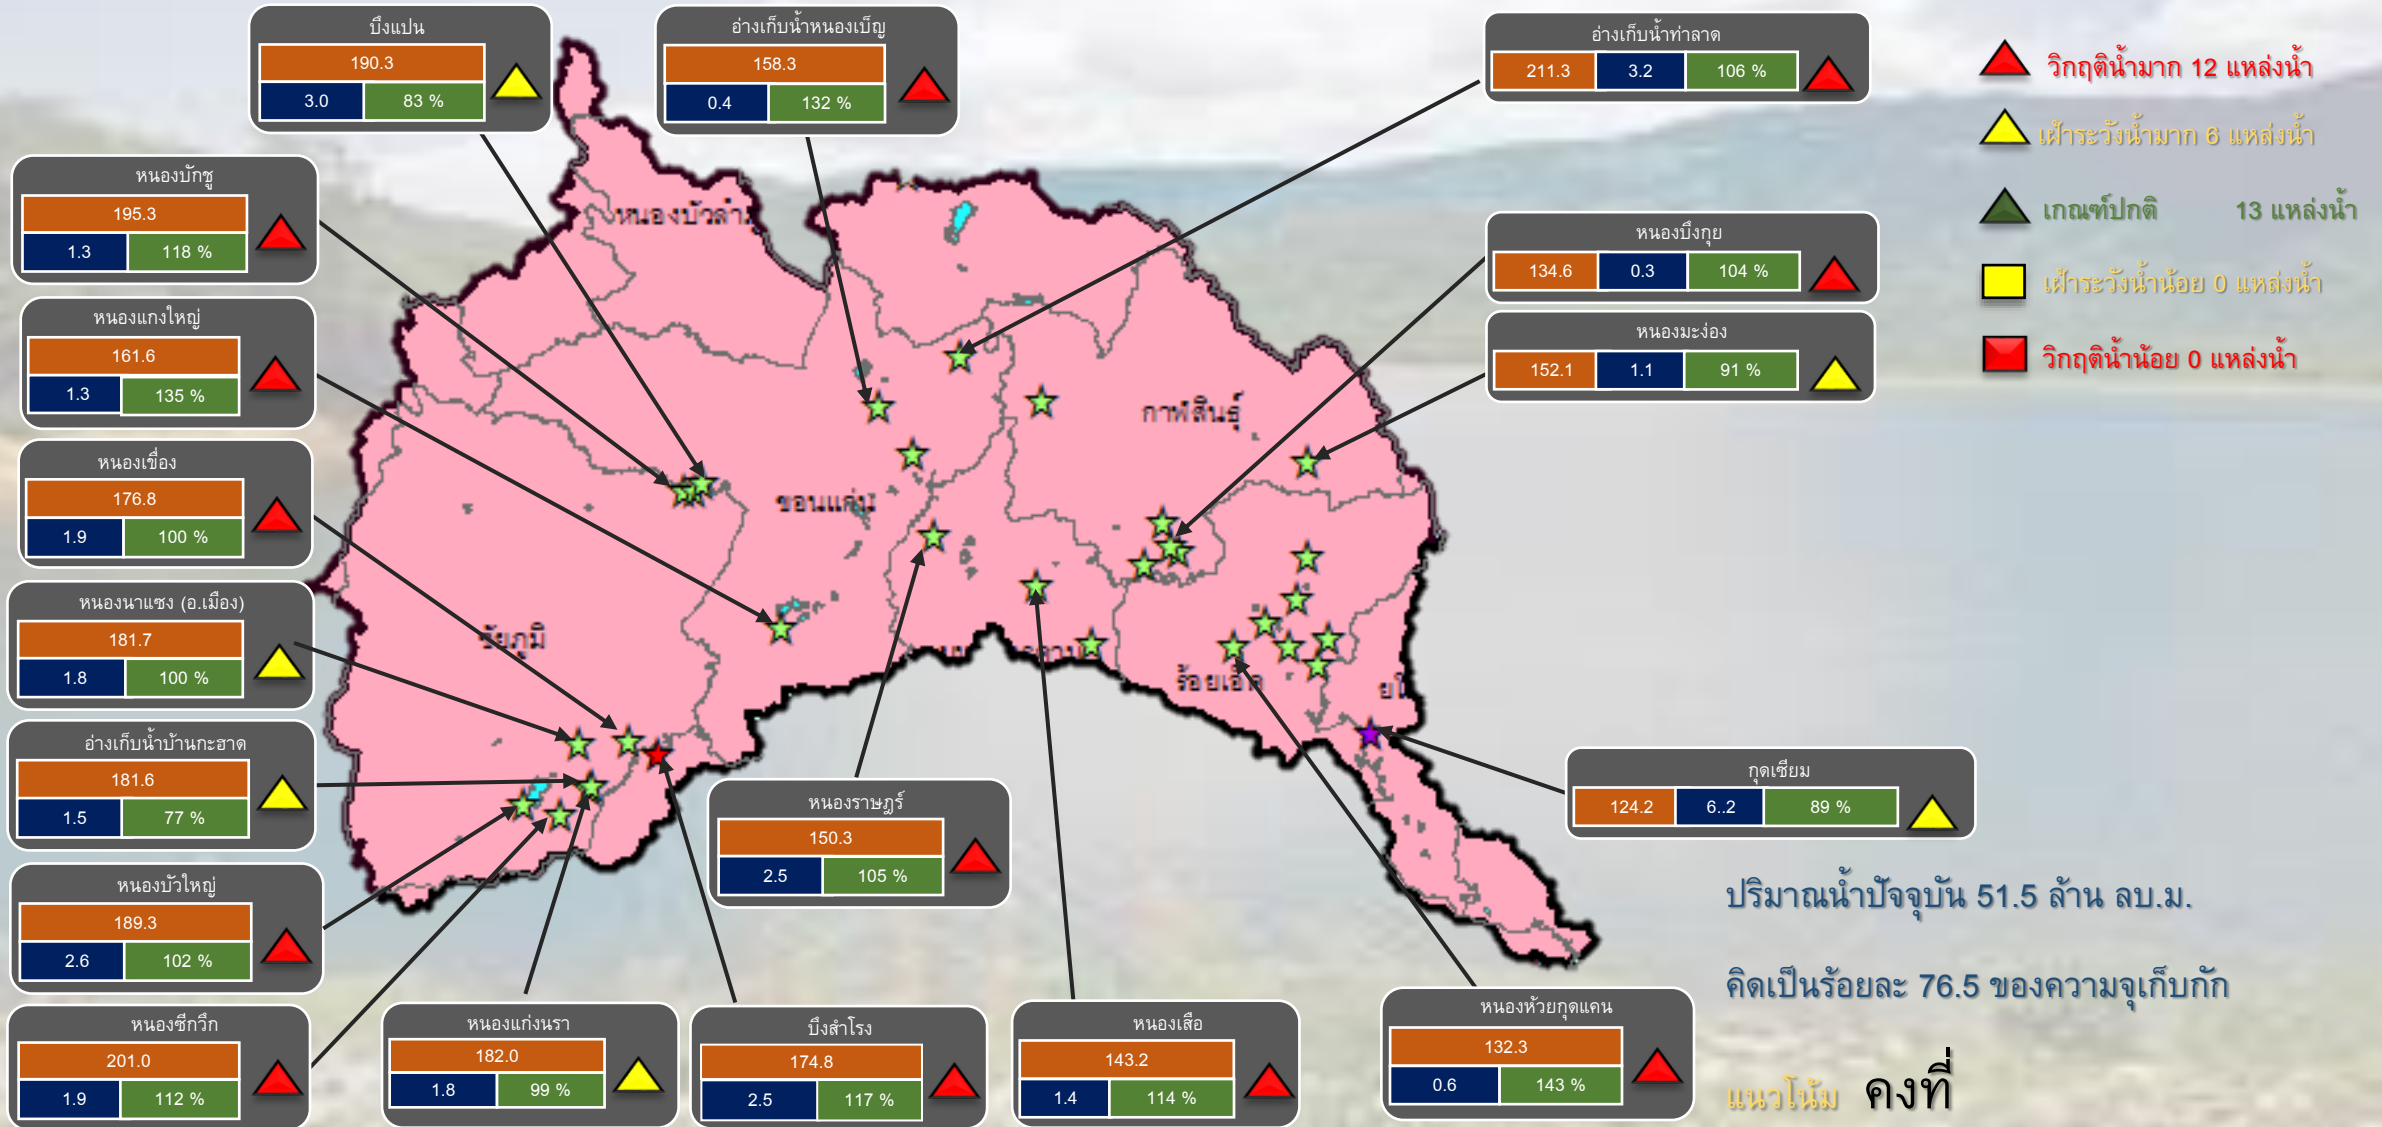 บึงแปน
190.3
3.0 83 %
อ่างเก็บน้ำหนองเบ็ญ
158.3
0.4 132 %
อ่างเก็บน้ำท่าลาด
211.3 3.2 106 %
วิกฤติน้ำมาก 12 แหล่งน้ำ
เฝ้าระวังน้ำมาก 6 แหล่งน้ำ
เกณฑ์ปกติ 13 แหล่งน้ำ
เฝ้าระวังน้ำน้อย 0 แหล่งน้ำ
วิกฤติน้ำน้อย 0 แหล่งน้ำ
หนองบักชู
195.3
1.3 118 %
หนองบึงกุย
134.6 0.3 104 %
หนองแกงใหญ่
161.6
1.3 135 %
หนองมะง่อง
152.1 1.1 91 %
หนองเขื่อง
176.8
1.9 100 %
หนองนาแซง (อ.เมือง)
181.7
1.8 100 %
อ่างเก็บน้ำบ้านกะฮาด
181.6
1.5 77 %
หนองบัวใหญ่
189.3
2.6 102 %
หนองซีกวึก
201.0
1.9 112 %
หนองแก่งนรา
182.0
1.8 99 %
บึงสำโรง
174.8
2.5 117 %
หนองราษฎร์
150.3
2.5 105 %
หนองเสือ
143.2
1.4 114 %
หนองห้วยกุดแคน
132.3
0.6 143 %
กุดเซียม
124.2 6..2 89 %
หนองบัวลำภู
กาฬสินธุ์
ขอนแก่น
ชัยภูมิ
ร้อยเอ็ด
ปริมาณน้ำปัจจุบัน 51.5 ล้าน ลบ.ม.
คิดเป็นร้อยละ 76.5 ของความจุเก็บกัก
แนวโน้ม คงที่